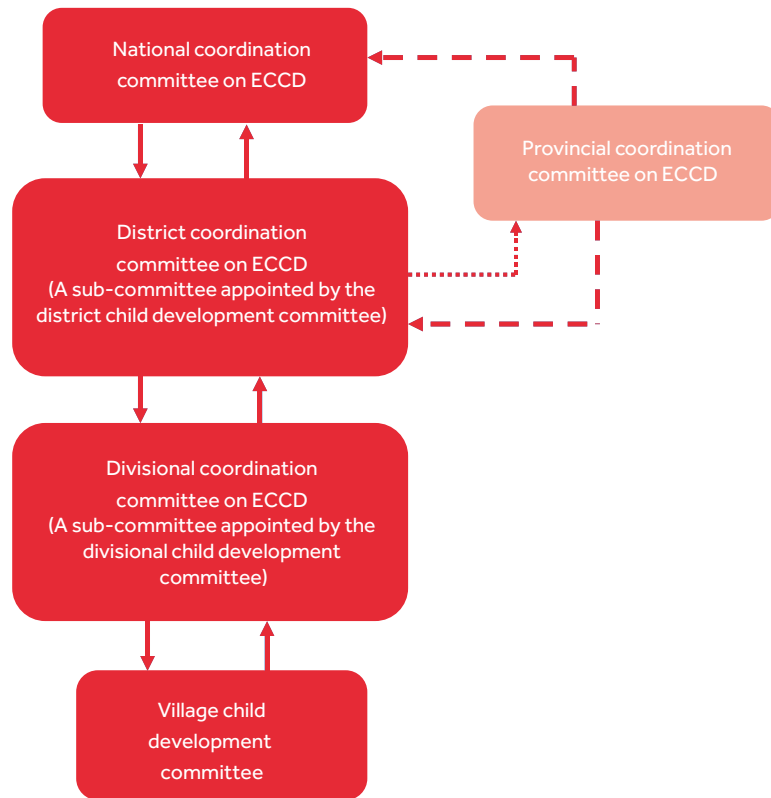 National coordination
committee on ECCD
Provincial coordination
committee on ECCD
District coordination
committee on ECCD
(A sub-committee appointed by the
district child development committee)
Divisional coordination
committee on ECCD
(A sub-committee appointed by the
divisional child development
committee)
Village child
development
committee